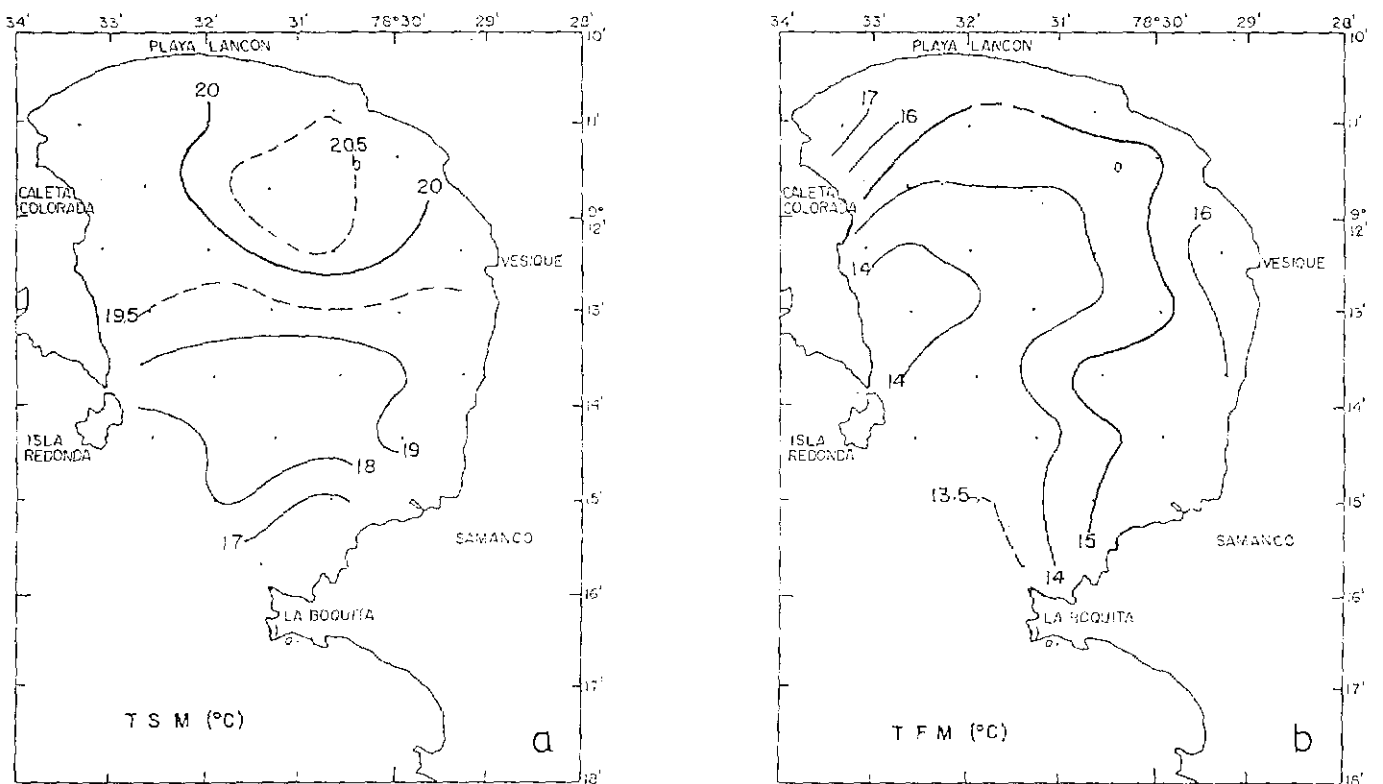 34' 33' 32' 31' 78°30' 29' 28'
10'
PLAYA LANCON
20
11'
20.5
20
CALETA
COLORADA
9°
12'
VESIQUE
19.5
13'
14'
ISLA
REDONDA
19
18
15'
17
SAMANCO
16'
LA BOQUITA
17'
T S M (°C)
a
18'
34' 33' 32' 31' 78°30' 29' 28'
10'
PLAYA LANCON
17
16
11'
CALETA
COLORADA
16
9°
12'
14
VESIQUE
13'
14
14'
ISLA
REDONDA
13.5
15'
15
SAMANCO
14
16'
LA BOQUITA
17'
T F M (°C)
b
18'